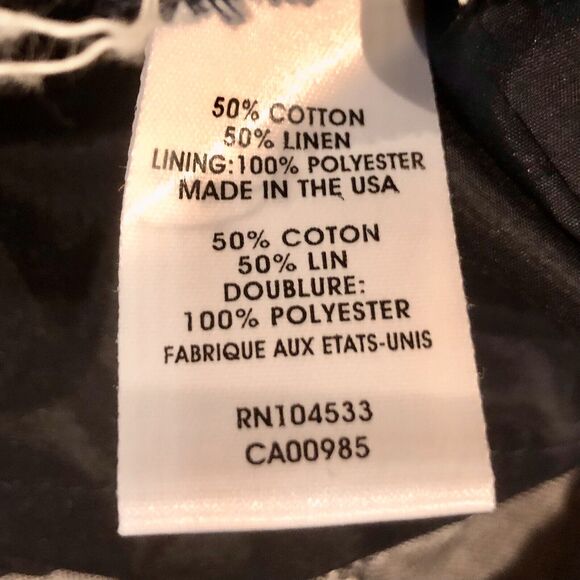 50% COTTON
50% LINEN
LINING:100% POLYESTER
MADE IN THE USA
50% COTON
50% LIN
DOUBLURE:
100% POLYESTER
FABRIQUE AUX ETATS-UNIS
RN104533
CA00985